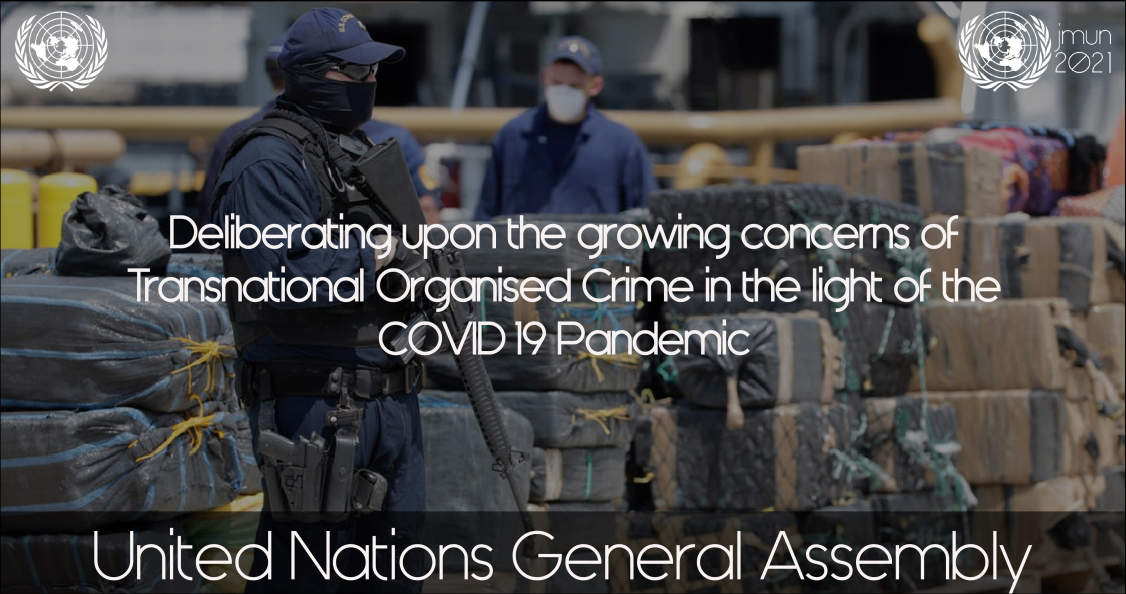 jmun
2021
Deliberating upon the growing concerns of
Transnational Organised Crime in the light of the
COVID 19 Pandemic
United Nations General Assembly